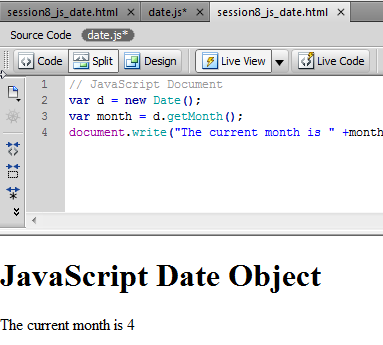 session8_js_date.html × date.js* × session8_js_date.html ×
Source Code date.js*
Code Split Design Live View Live Code
1 // JavaScript Document
2 var d = new Date();
3 var month = d.getMonth();
4 document.write("The current month is " +month
JavaScript Date Object
The current month is 4